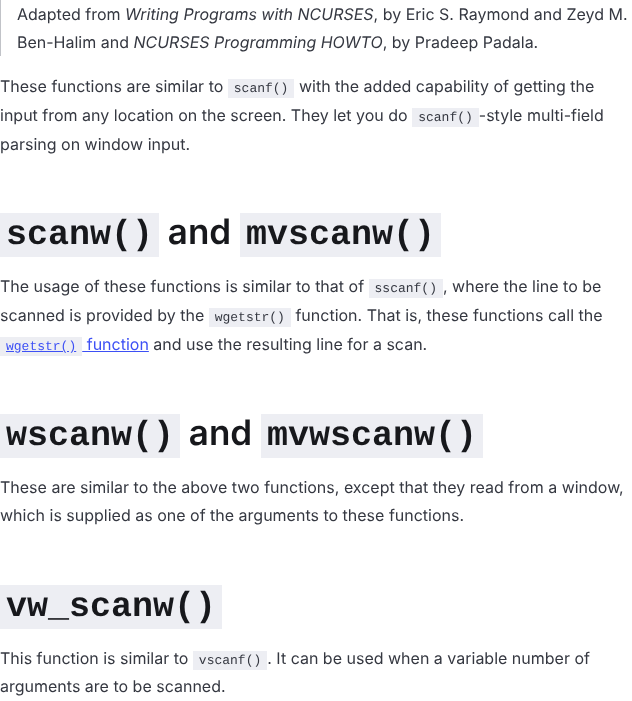 Adapted from Writing Programs with NCURSES, by Eric S. Raymond and Zeyd M.
Ben-Halim and NCURSES Programming HOWTO, by Pradeep Padala.
These functions are similar to scanf() with the added capability of getting the
input from any location on the screen. They let you do scanf()-style multi-field
parsing on window input.
scanw() and mvscanw()
The usage of these functions is similar to that of sscanf(), where the line to be
scanned is provided by the wgetstr() function. That is, these functions call the
wgetstr() function and use the resulting line for a scan.
wscanw() and mvwscanw()
These are similar to the above two functions, except that they read from a window,
which is supplied as one of the arguments to these functions.
vw_scanw()
This function is similar to vscanf(). It can be used when a variable number of
arguments are to be scanned.